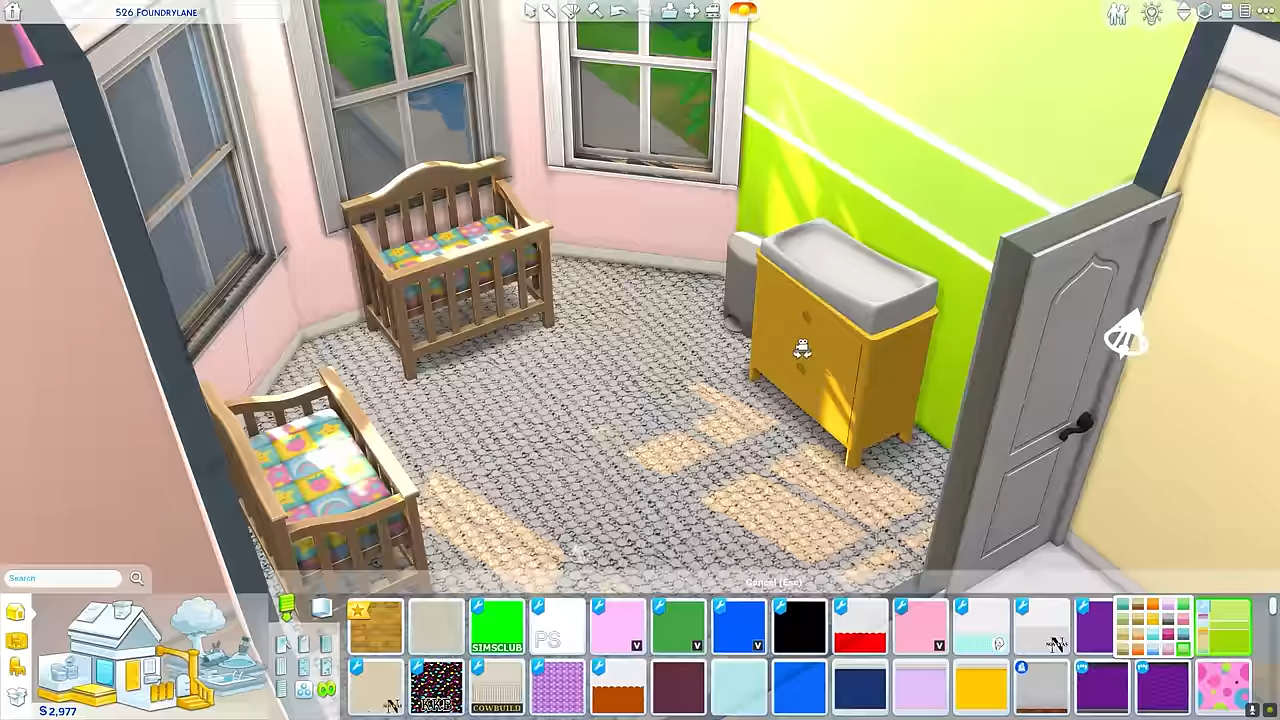 526 FOUNDRYLANE
Cancel (Esc)
Search
SIMSCLUB
PS
V
V
V
V
N
N
KKB
COWBUILD
$2,977